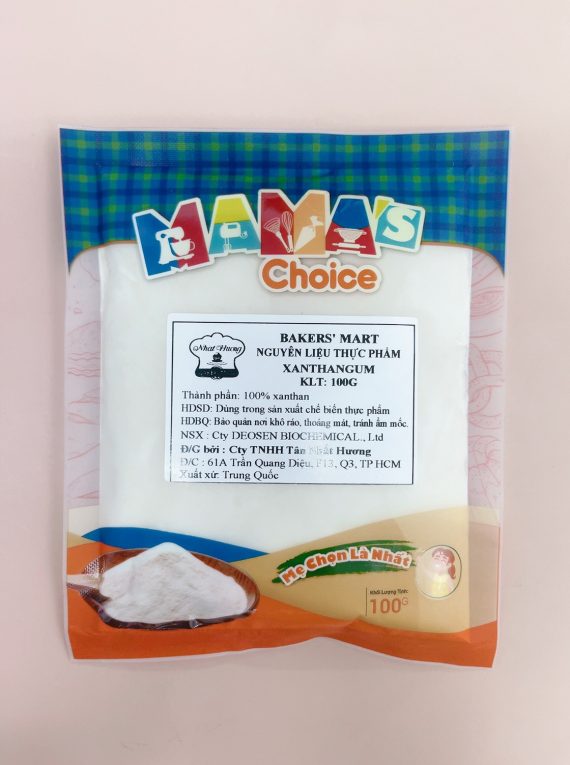 MAMA'S
Choice
Nhat Huong
BAKERS' MART
NGUYÊN LIỆU THỰC PHẨM
XANTHANGUM
KLT: 100G
Thành phần: 100% xanthan
HDSD: Dùng trong sản xuất chế biến thực phẩm
HDBQ: Bảo quản nơi khô ráo, thoáng mát, tránh ẩm mốc.
NSX : Cty DEOSEN BIOCHEMICAL., Ltd
Đ/G bởi : Cty TNHH Tân Nhất Hương
Đ/C : 61A Trần Quang Diệu, F13, Q3, TP HCM
Xuất xứ: Trung Quốc
Mẹ Chọn Là Nhất
Khối Lượng Tịnh:
100G